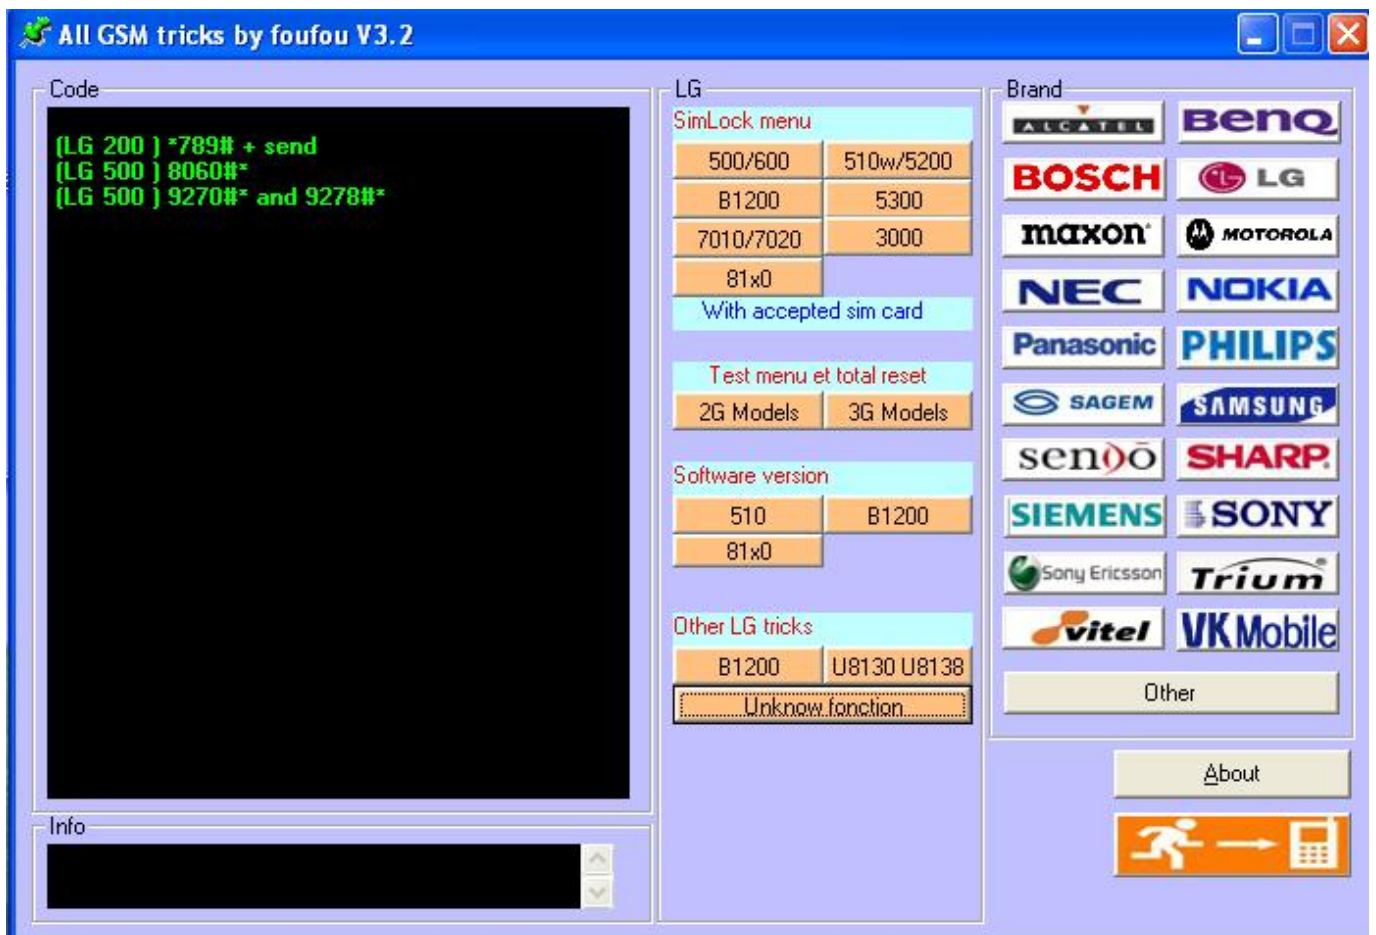 All GSM tricks by foufou V3.2
Code
(LG 200 ) *789# + send
(LG 500 ) 8060#*
(LG 500 ) 9270#* and 9278#*
Info
LG
SimLock menu
500/600 510w/5200
B1200 5300
7010/7020 3000
81x0
With accepted sim card
Test menu et total reset
2G Models 3G Models
Software version
510 B1200
81x0
Other LG tricks
B1200 U8130 U8138
Unknow fonction
Brand
ALCATEL BenQ
BOSCH LG
maxon MOTOROLA
NEC NOKIA
Panasonic PHILIPS
SAGEM SAMSUNG
sendō SHARP
SIEMENS SONY
Sony Ericsson Trium
vitel VK Mobile
Other
About